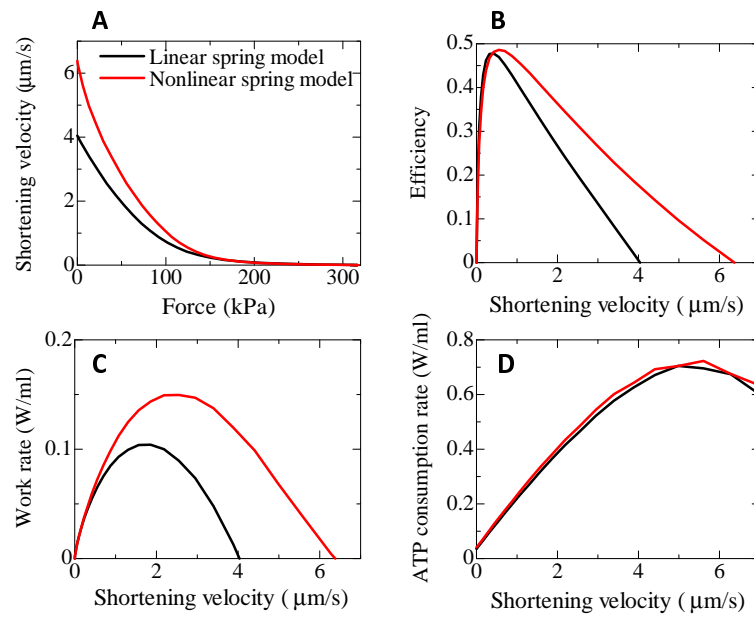 A
6
4
2
0
Shortening velocity (μm/s)
Linear spring model
Nonlinear spring model
0
100
200
300
Force (kPa)
B
0.5
0.4
0.3
0.2
0.1
0
Efficiency
0
2
4
6
Shortening velocity ( μm/s)
C
0.2
0.1
0
Work rate (W/ml)
0
2
4
6
Shortening velocity ( μm/s)
D
0.8
0.6
0.4
0.2
0
ATP consumption rate (W/ml)
0
2
4
6
Shortening velocity ( μm/s)